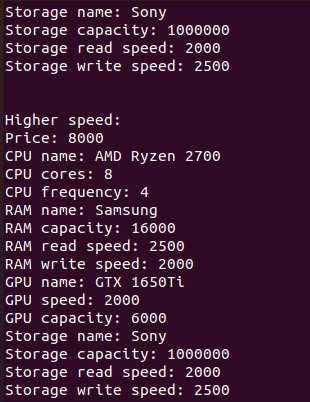 Storage name: Sony
Storage capacity: 1000000
Storage read speed: 2000
Storage write speed: 2500
Higher speed:
Price: 8000
CPU name: AMD Ryzen 2700
CPU cores: 8
CPU frequency: 4
RAM name: Samsung
RAM capacity: 16000
RAM read speed: 2500
RAM write speed: 2000
GPU name: GTX 1650Ti
GPU speed: 2000
GPU capacity: 6000
Storage name: Sony
Storage capacity: 1000000
Storage read speed: 2000
Storage write speed: 2500